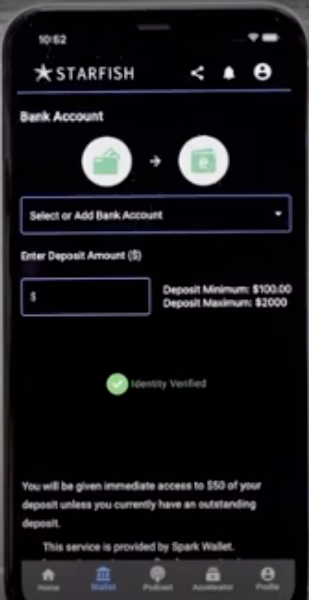 10:52
STARFISH
Bank Account
Select or Add Bank Account
Enter Deposit Amount ($)
$
Deposit Minimum: $100.00
Deposit Maximum: $2000
Identity Verified
You will be given immediate access to $50 of your
deposit unless you currently have an outstanding
deposit.
This service is provided by Spark Wallet.
Home
Wallet
Podcast
Accelerator
Profile